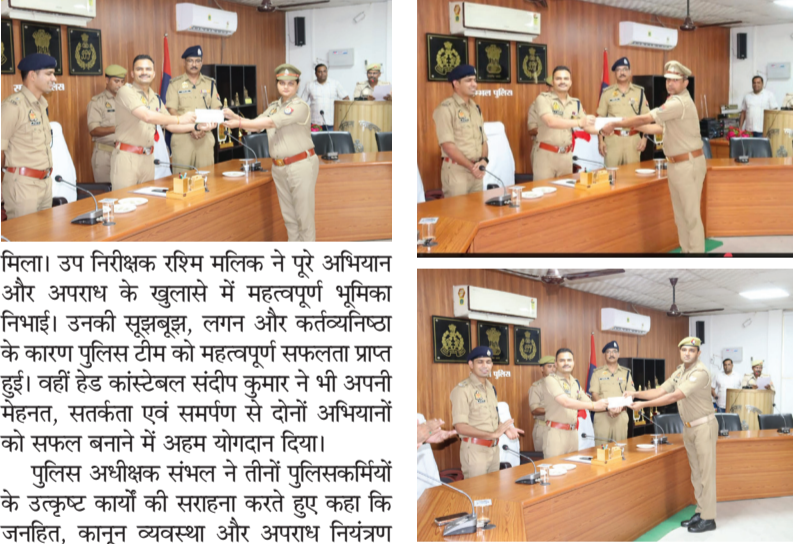 मिला। उप निरीक्षक रश्मि मलिक ने पूरे अभियान
और अपराध के खुलासे में महत्वपूर्ण भूमिका
निभाई। उनकी सूझबूझ, लगन और कर्तव्यनिष्ठा
के कारण पुलिस टीम को महत्वपूर्ण सफलता प्राप्त
हुई। वहीं हेड कांस्टेबल संदीप कुमार ने भी अपनी
मेहनत, सतर्कता एवं समर्पण से दोनों अभियानों
को सफल बनाने में अहम योगदान दिया।
पुलिस अधीक्षक संभल ने तीनों पुलिसकर्मियों
के उत्कृष्ट कार्यों की सराहना करते हुए कहा कि
जनहित, कानून व्यवस्था और अपराध नियंत्रण
पुलिस
पुलिस